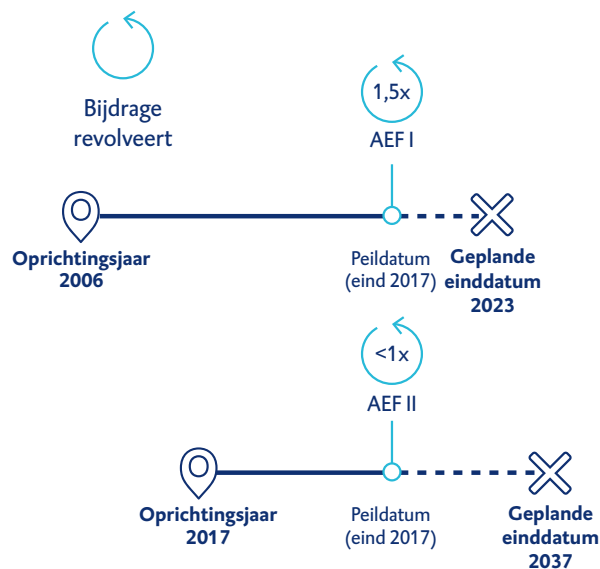 Bijdrage
revolveert
1,5x
AEF I
Oprichtingsjaar
2006
Peildatum
(eind 2017)
Geplande
einddatum
2023
<1x
AEF II
Oprichtingsjaar
2017
Peildatum
(eind 2017)
Geplande
einddatum
2037